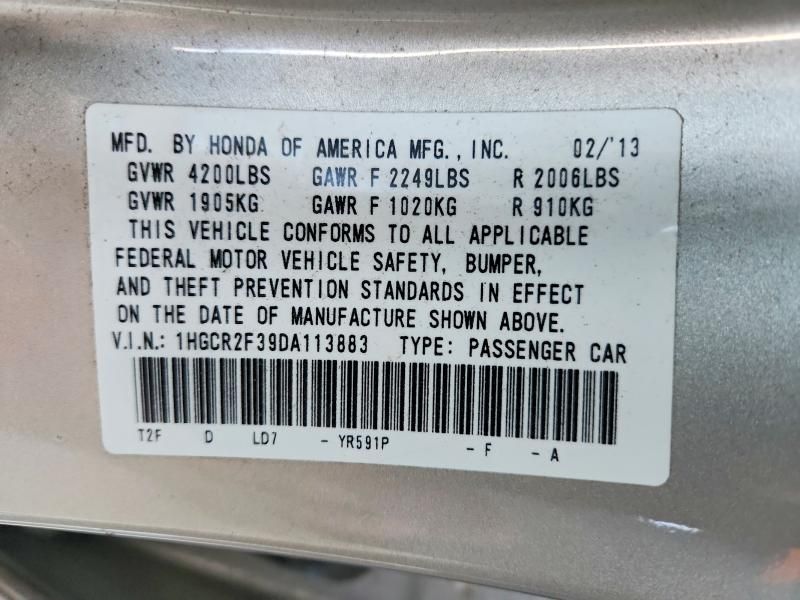 MFD. BY HONDA OF AMERICA MFG., INC. 02/'13
GVWR 4200LBS GAWR F 2249LBS R 2006LBS
GVWR 1905KG GAWR F 1020KG R 910KG
THIS VEHICLE CONFORMS TO ALL APPLICABLE
FEDERAL MOTOR VEHICLE SAFETY, BUMPER,
AND THEFT PREVENTION STANDARDS IN EFFECT
ON THE DATE OF MANUFACTURE SHOWN ABOVE.
V.I.N.: 1HGCR2F39DA113883 TYPE: PASSENGER CAR
T2F D LD7 - YR591P - F - A